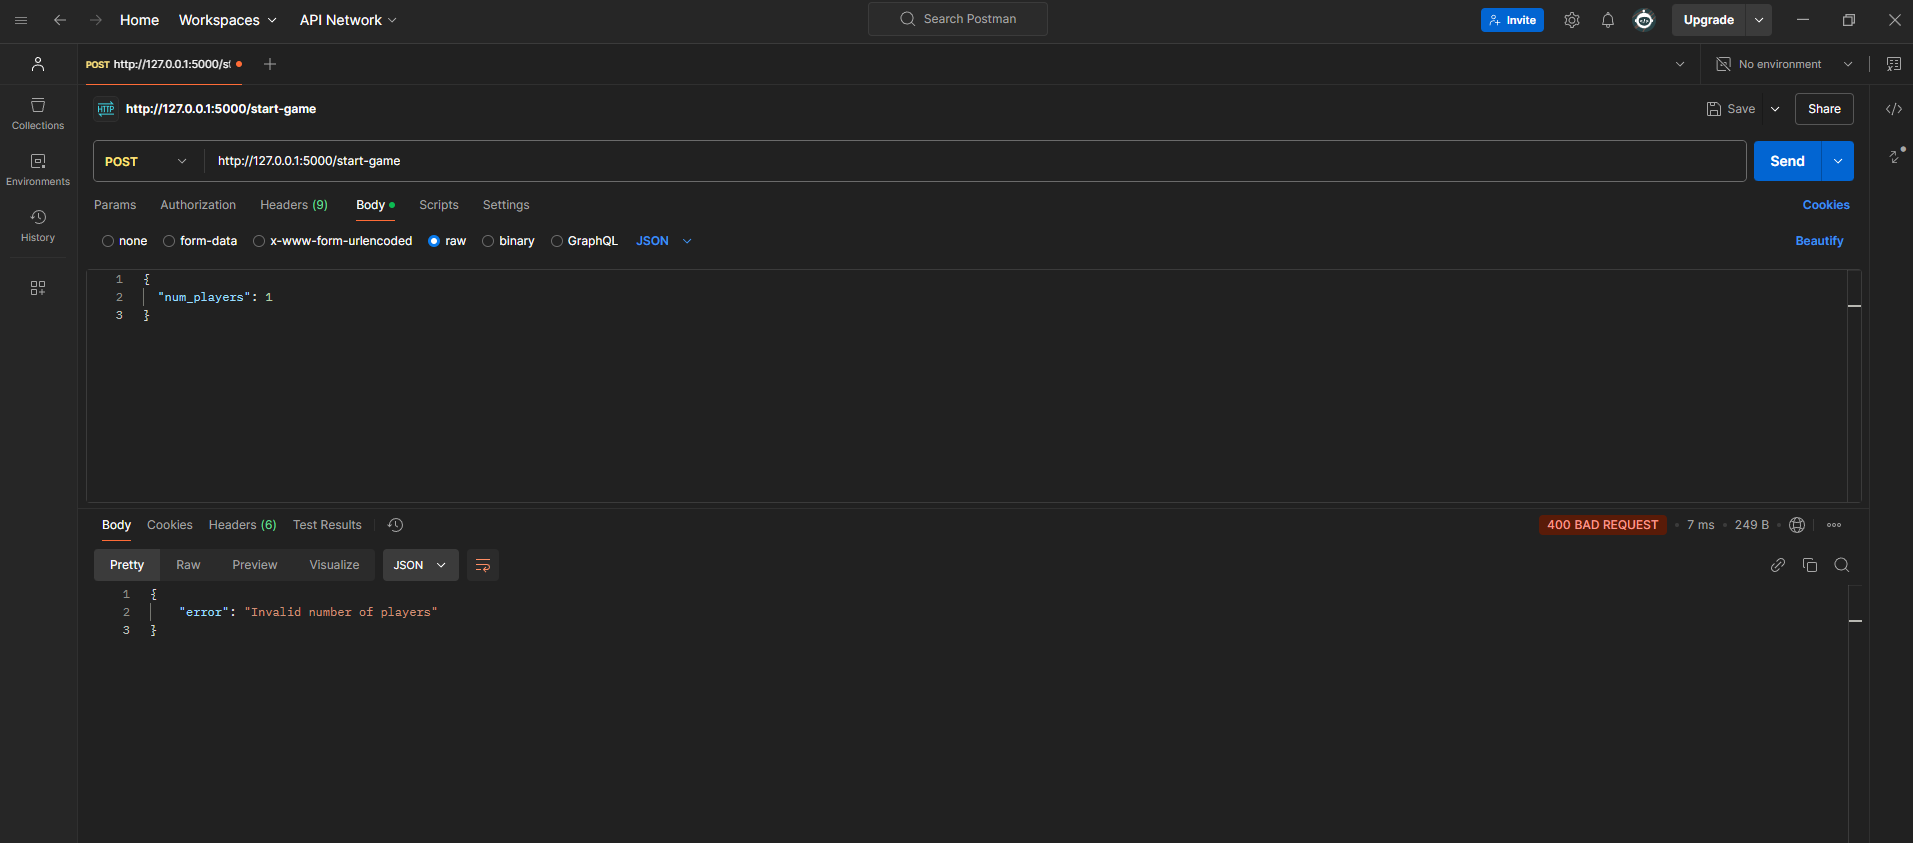 Home Workspaces API Network Search Postman Invite Upgrade
POST http://127.0.0.1:5000/st No environment
Collections
Environments
History
http://127.0.0.1:5000/start-game Save Share
POST http://127.0.0.1:5000/start-game Send
Params Authorization Headers (9) Body Scripts Settings Cookies
none form-data x-www-form-urlencoded raw binary GraphQL JSON Beautify
1 {
2 "num_players": 1
3 }
Body Cookies Headers (6) Test Results 400 BAD REQUEST • 7 ms • 249 B •
Pretty Raw Preview Visualize JSON
1 {
2 "error": "Invalid number of players"
3 }